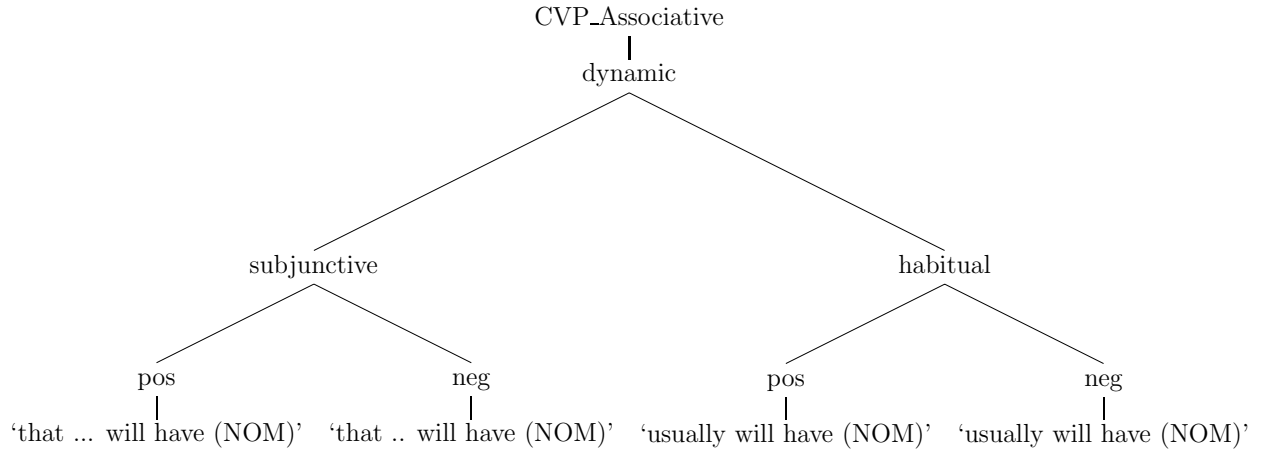 CVP_Associative
dynamic
subjunctive habitual
pos neg pos neg
‘that ... will have (NOM)’ ‘that .. will have (NOM)’ ‘usually will have (NOM)’ ‘usually will have (NOM)’